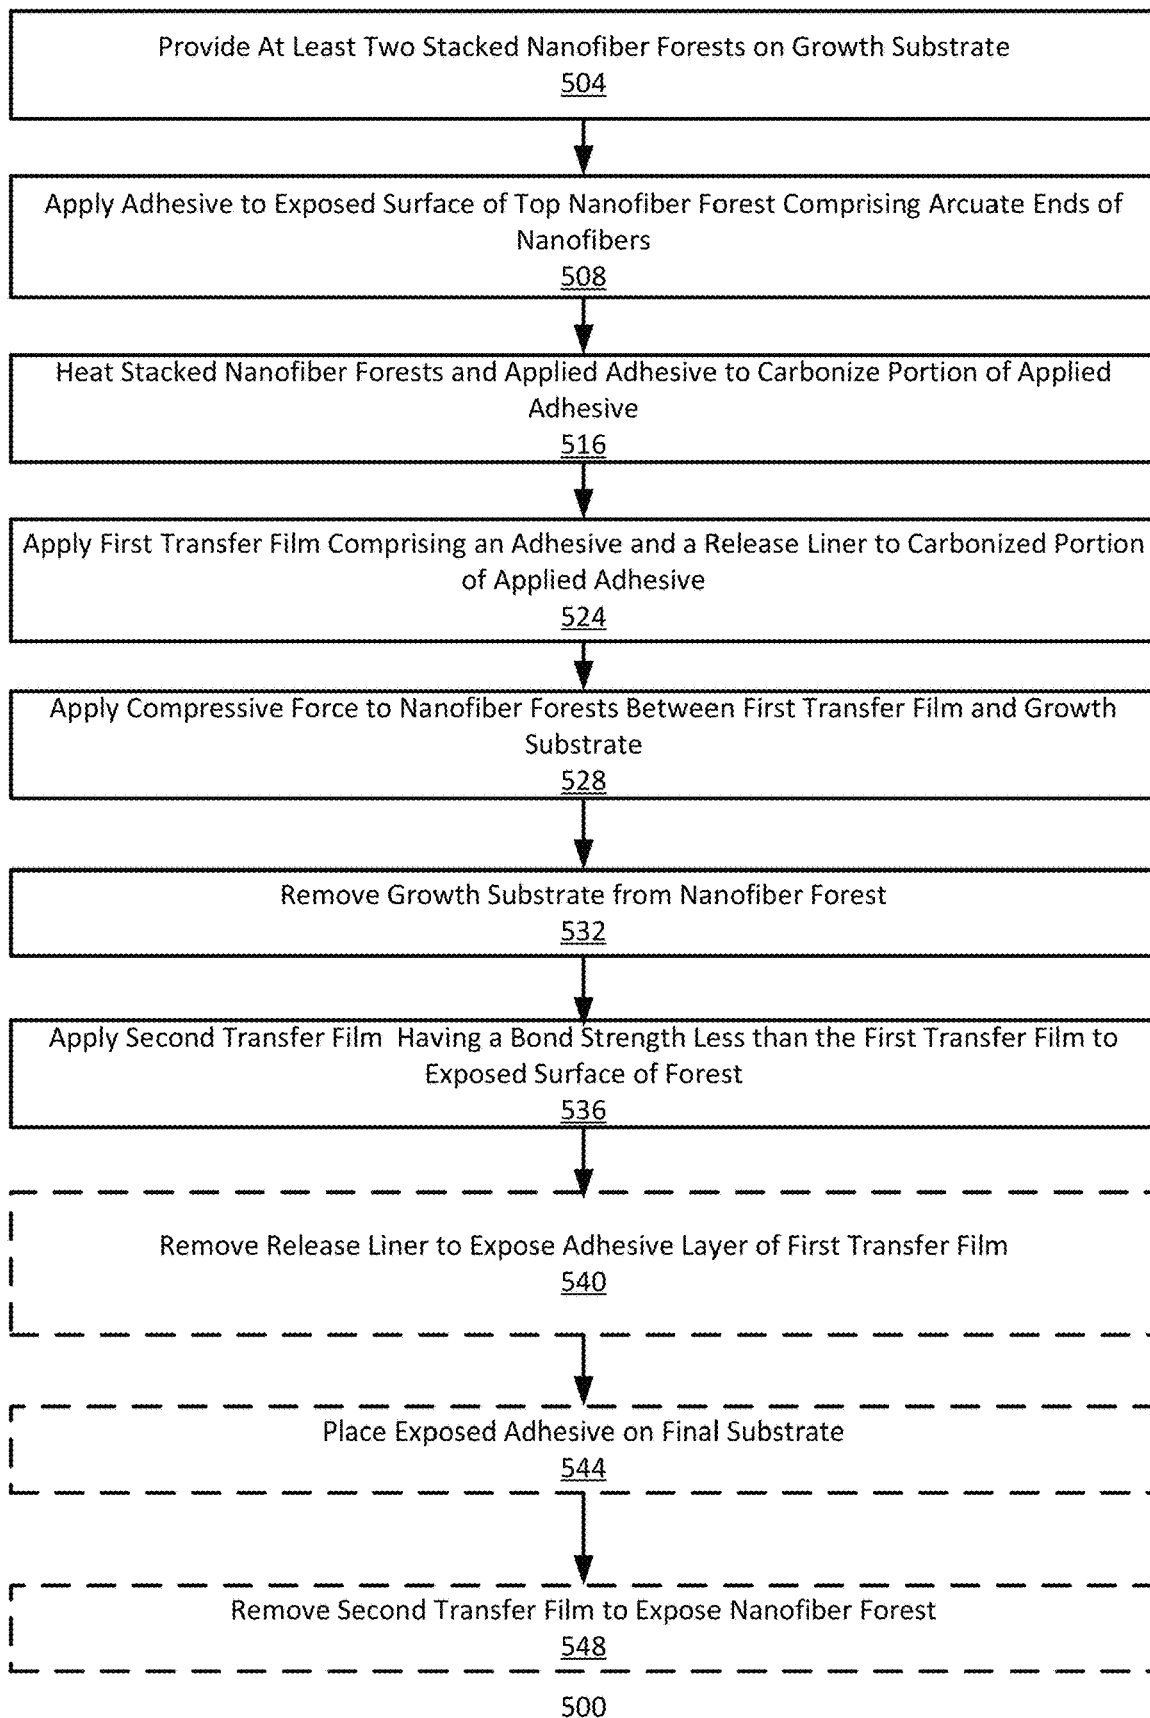 Provide At Least Two Stacked Nanofiber Forests on Growth Substrate
504
Apply Adhesive to Exposed Surface of Top Nanofiber Forest Comprising Arcuate Ends of
Nanofibers
508
Heat Stacked Nanofiber Forests and Applied Adhesive to Carbonize Portion of Applied
Adhesive
516
Apply First Transfer Film Comprising an Adhesive and a Release Liner to Carbonized Portion
of Applied Adhesive
524
Apply Compressive Force to Nanofiber Forests Between First Transfer Film and Growth
Substrate
528
Remove Growth Substrate from Nanofiber Forest
532
Apply Second Transfer Film Having a Bond Strength Less than the First Transfer Film to
Exposed Surface of Forest
536
Remove Release Liner to Expose Adhesive Layer of First Transfer Film
540
Place Exposed Adhesive on Final Substrate
544
Remove Second Transfer Film to Expose Nanofiber Forest
548
500